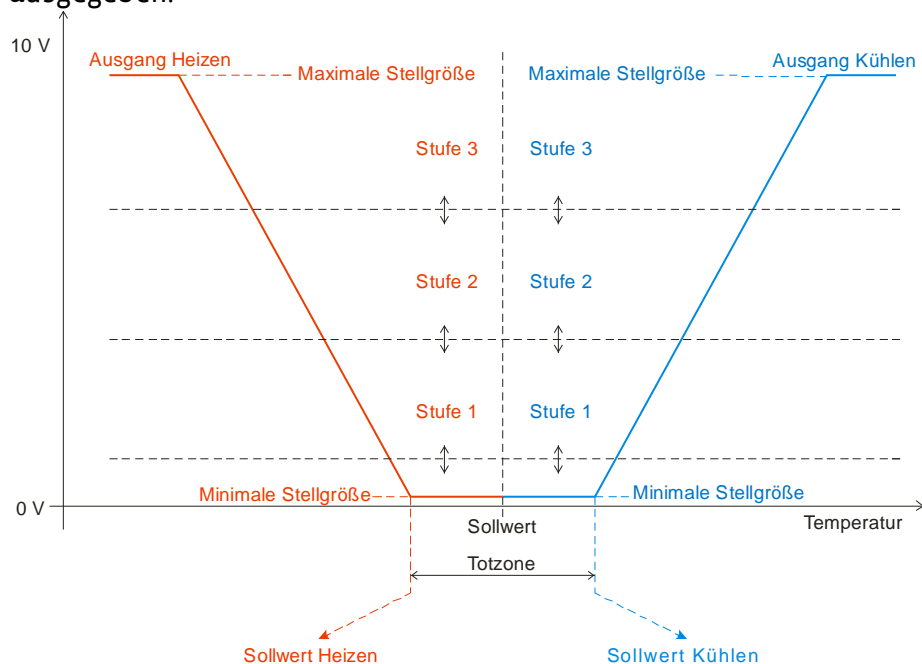 ausgegeben.
10 V
Ausgang Heizen
Maximale Stellgröße
Maximale Stellgröße
Ausgang Kühlen
Stufe 3
Stufe 3
Stufe 2
Stufe 2
Stufe 1
Stufe 1
Minimale Stellgröße
Minimale Stellgröße
0 V
Sollwert
Temperatur
Totzone
Sollwert Heizen
Sollwert Kühlen